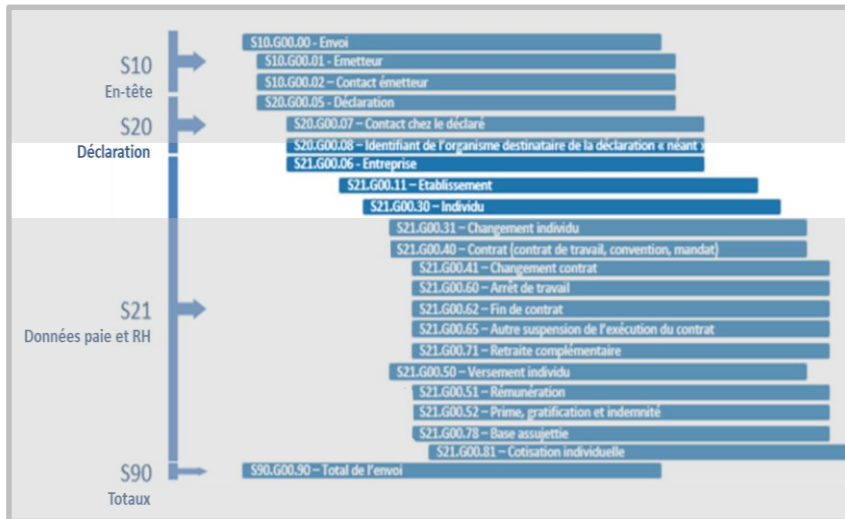 S10
En-tête
S20
Déclaration
S21
Données paie et RH
S90
Totaux
S10.G00.00 - Envoi
S10.G00.01 - Emetteur
S10.G00.02 – Contact émetteur
S20.G00.05 - Déclaration
S20.G00.07 – Contact chez le déclaré
S20.G00.08 – Identifiant de l'organisme destinataire de la déclaration « néant »
S21.G00.06 - Entreprise
S21.G00.11 – Etablissement
S21.G00.30 – Individu
S21.G00.31 – Changement individu
S21.G00.40 – Contrat (contrat de travail, convention, mandat)
S21.G00.41 – Changement contrat
S21.G00.60 – Arrêt de travail
S21.G00.62 – Fin de contrat
S21.G00.65 – Autre suspension de l'exécution du contrat
S21.G00.71 – Retraite complémentaire
S21.G00.50 – Versement individu
S21.G00.51 – Rémunération
S21.G00.52 – Prime, gratification et indemnité
S21.G00.78 – Base assujettie
S21.G00.81 – Cotisation individuelle
S90.G00.90 – Total de l'envoi